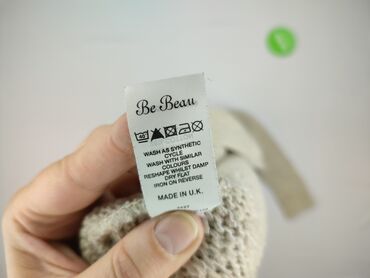 Be Beau
40
WASH AS SYNTHETIC
CYCLE
WASH WITH SIMILAR
COLOURS
RESHAPE WHILST DAMP
DRY FLAT
IRON ON REVERSE
MADE IN U.K.